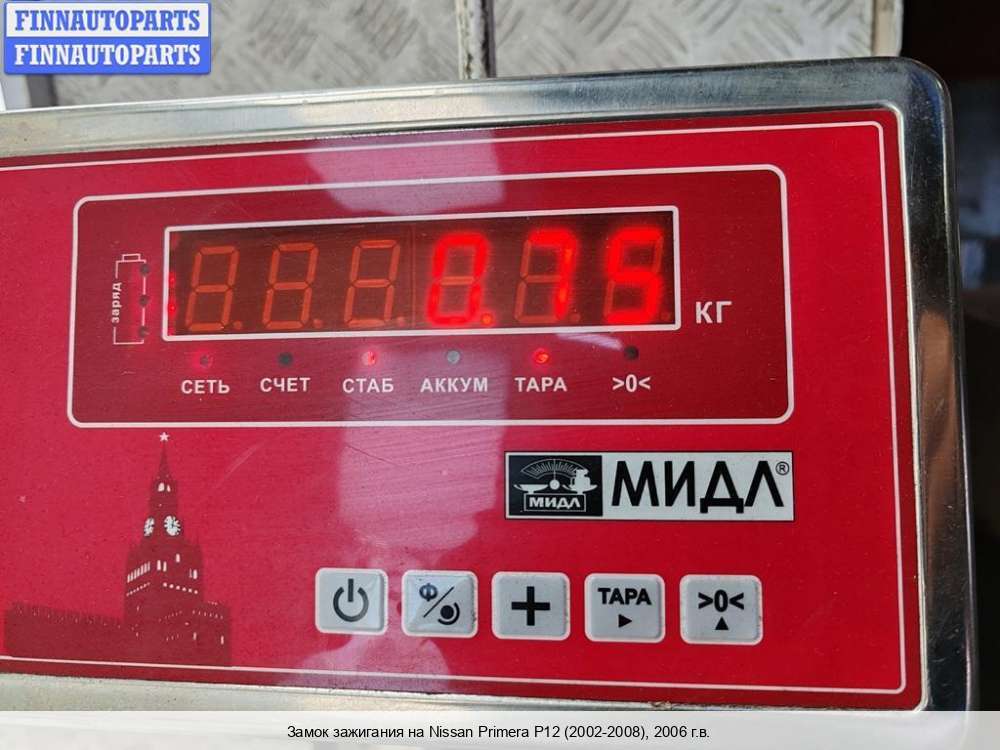 FINNAUTOPARTS
FINNAUTOPARTS
заряд
0.75
КГ
СЕТЬ СЧЕТ СТАБ АККУМ ТАРА >0<
МИДЛ МИДЛ®
Ф ТАРА >0<
Замок зажигания на Nissan Primera P12 (2002-2008), 2006 г.в.